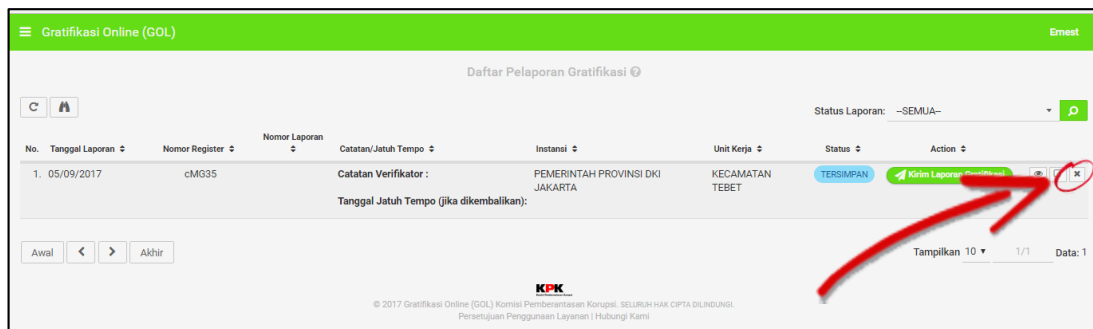 Gratifikasi Online (GOL) Ernest
Daftar Pelaporan Gratifikasi
Status Laporan: --SEMUA--
No. Tanggal Laporan Nomor Register Nomor Laporan Catatan/Jatuh Tempo Instansi Unit Kerja Status Action
1. 05/09/2017 cMG35 Catatan Verifikator : PEMERINTAH PROVINSI DKI JAKARTA KECAMATAN TEBET TERSIMPAN Kirim Laporan Gratifikasi
Tanggal Jatuh Tempo (jika dikembalikan):
Awal < > Akhir Tampilkan 10 1/1 Data: 1
KPK
© 2017 Gratifikasi Online (GOL) Komisi Pemberantasan Korupsi. SELURUH HAK CIPTA DILINDUNGI.
Persetujuan Penggunaan Layanan | Hubungi Kami